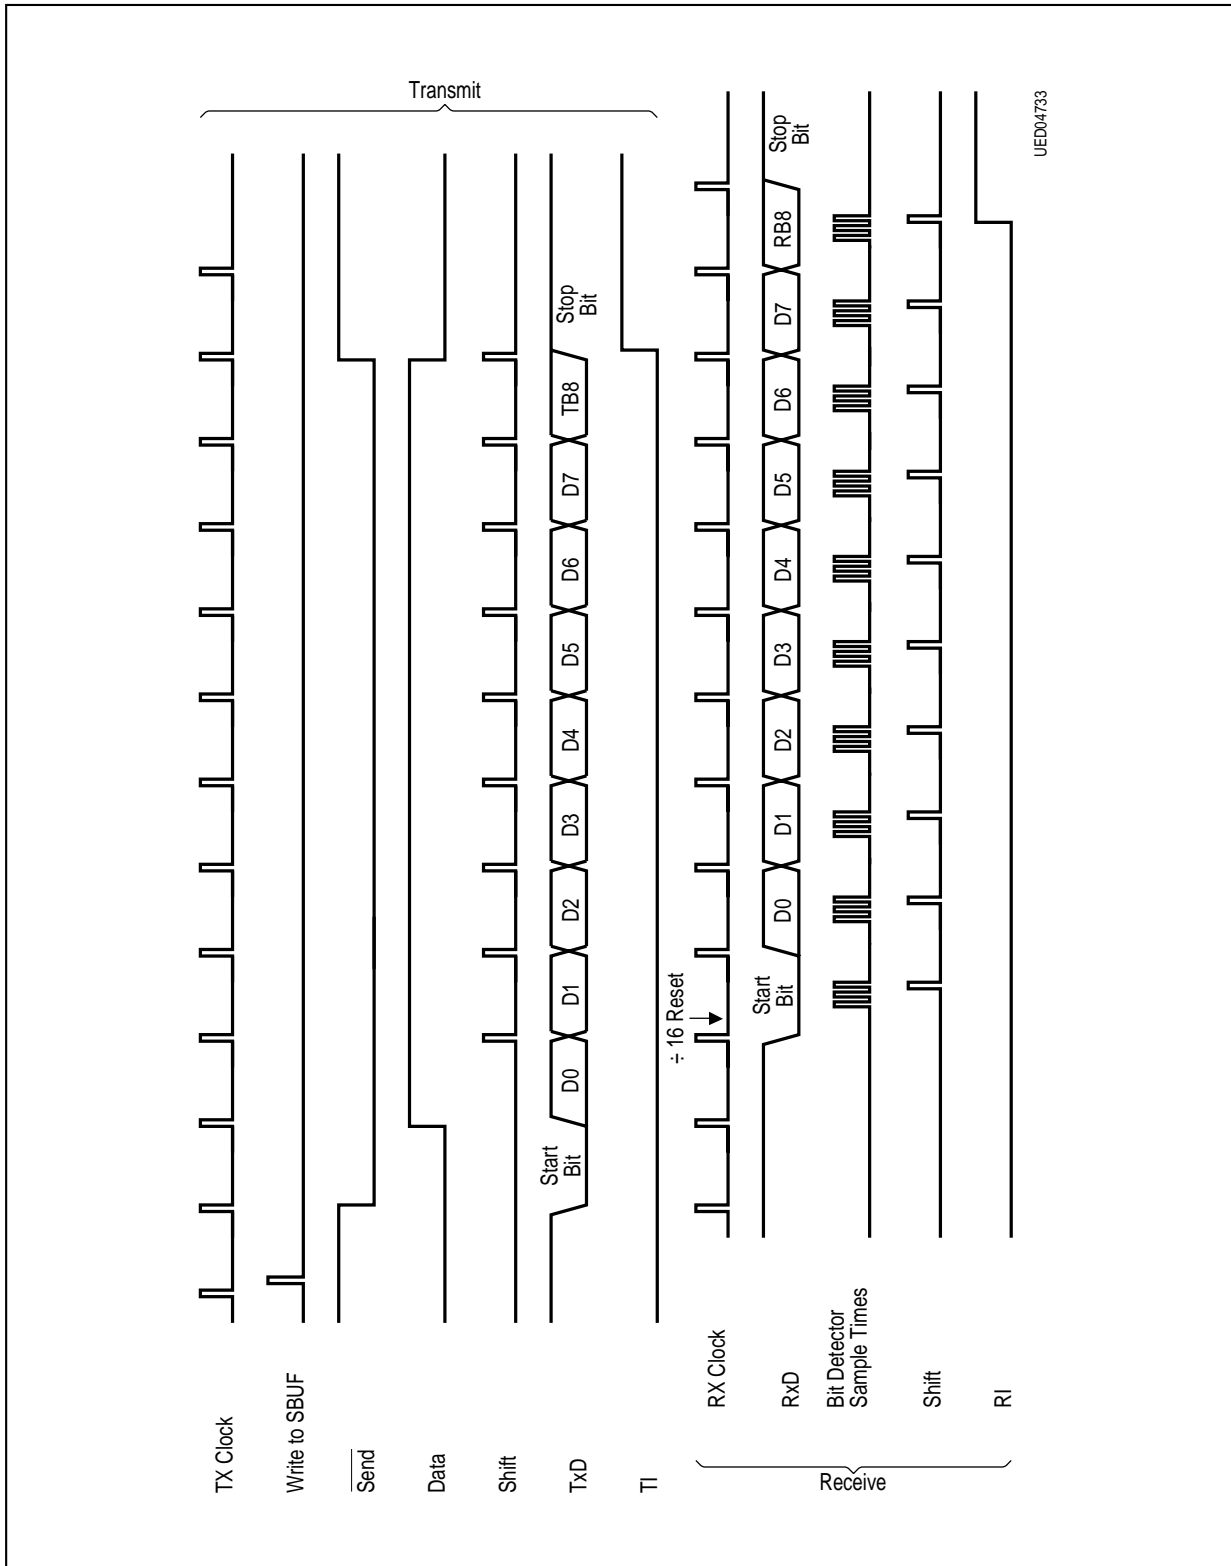 Transmit
TX Clock
Write to SBUF
Send
Data
Shift
TxD
Start
Bit
D0
D1
D2
D3
D4
D5
D6
D7
TB8
Stop
Bit
TI
÷ 16 Reset
RX Clock
RxD
Start
Bit
D0
D1
D2
D3
D4
D5
D6
D7
RB8
Stop
Bit
Bit Detector
Sample Times
Shift
RI
Receive
UED04733